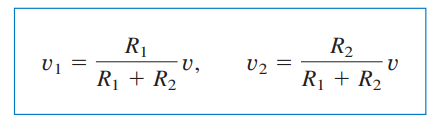 v₁ = R₁ / (R₁ + R₂) v, v₂ = R₂ / (R₁ + R₂) v